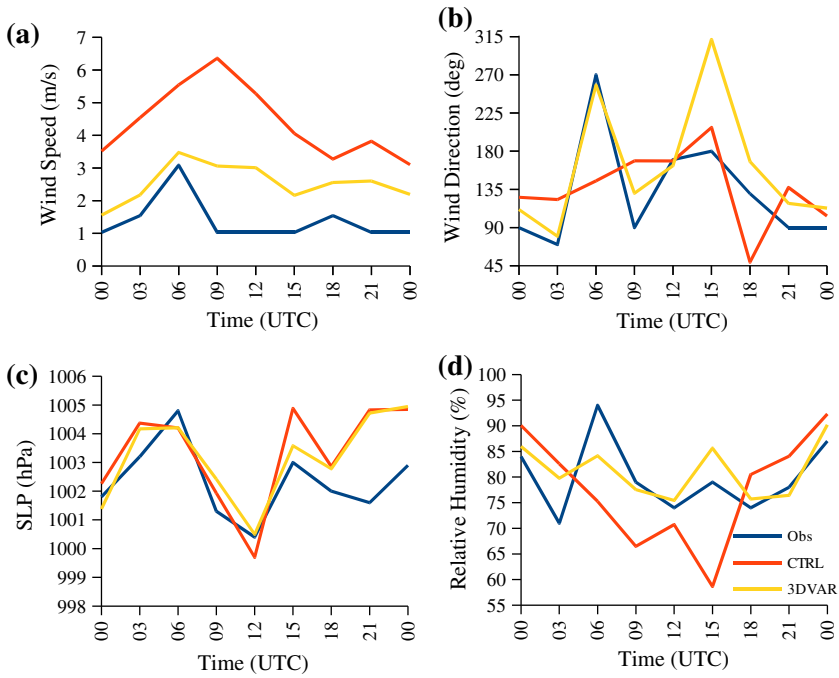 (a)
7
6
5
4
3
2
1
0
Wind Speed (m/s)
00 03 06 09 12 15 18 21 00
Time (UTC)
(b)
315
270
225
180
135
90
45
Wind Direction (deg)
00 03 06 09 12 15 18 21 00
Time (UTC)
(c)
1006
1005
1004
1003
1002
1001
1000
999
998
SLP (hPa)
00 03 06 09 12 15 18 21 00
Time (UTC)
(d)
100
95
90
85
80
75
70
65
60
55
Relative Humidity (%)
Obs
CTRL
3DVAR
00 03 06 09 12 15 18 21 00
Time (UTC)